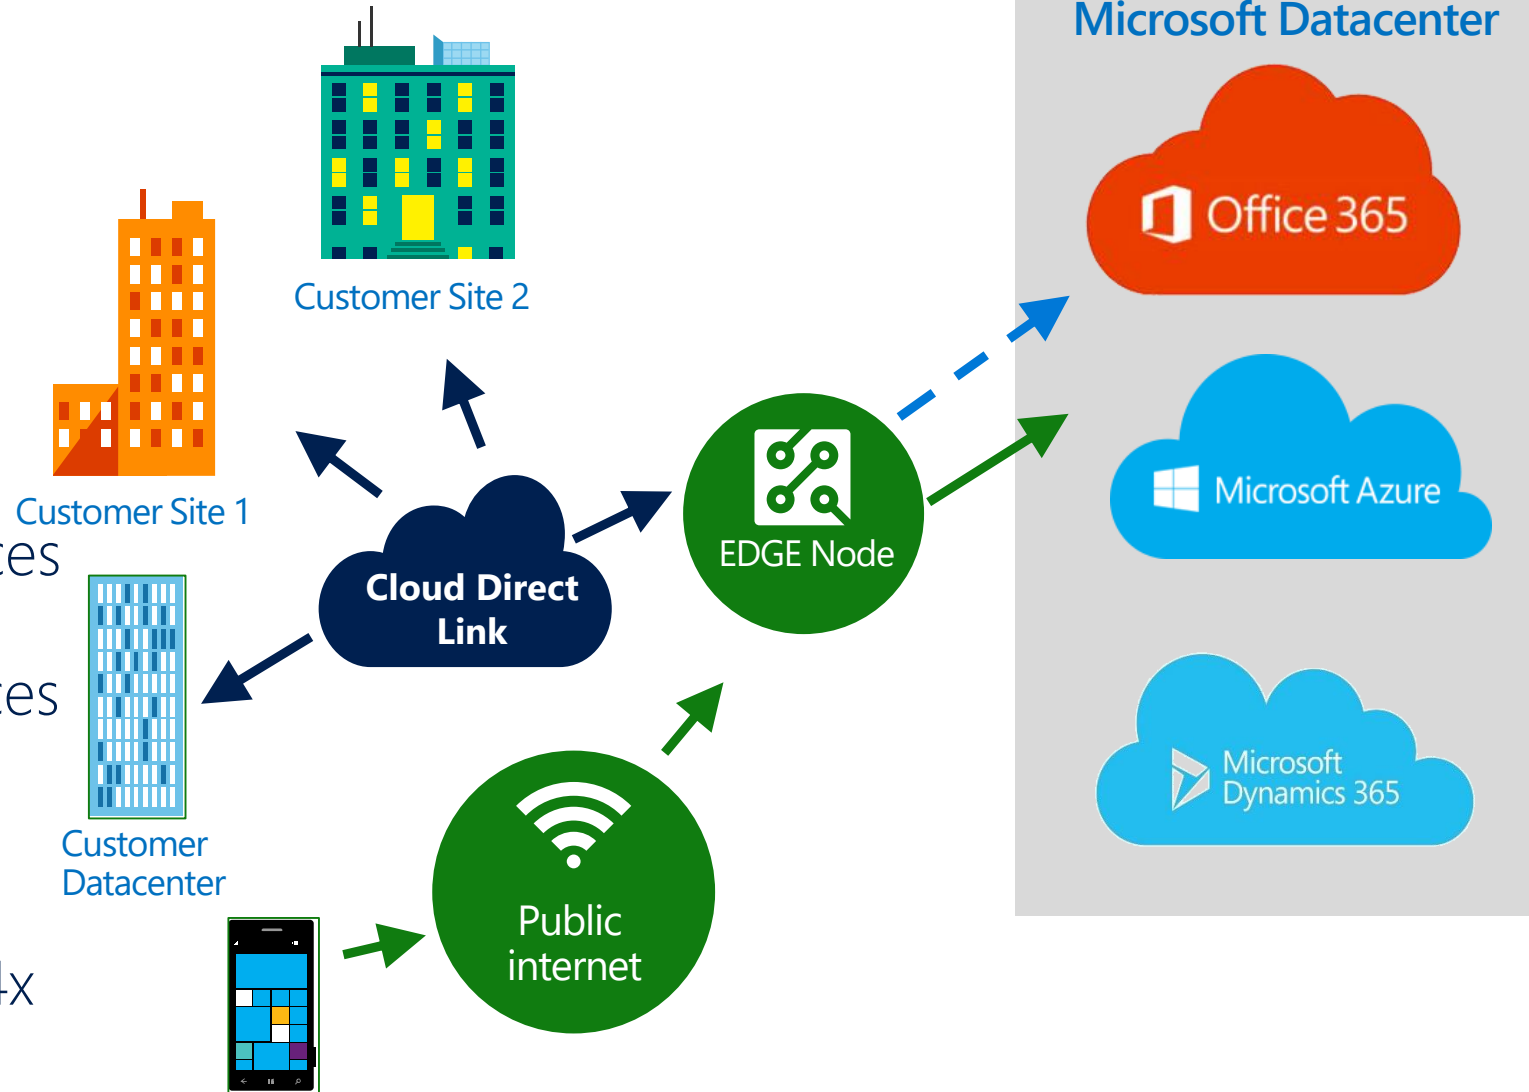 Microsoft Datacenter
Office 365
Customer Site 2
Microsoft Azure
Customer Site 1
EDGE Node
Cloud Direct
Link
Microsoft
Dynamics 365
Customer
Datacenter
Public
internet